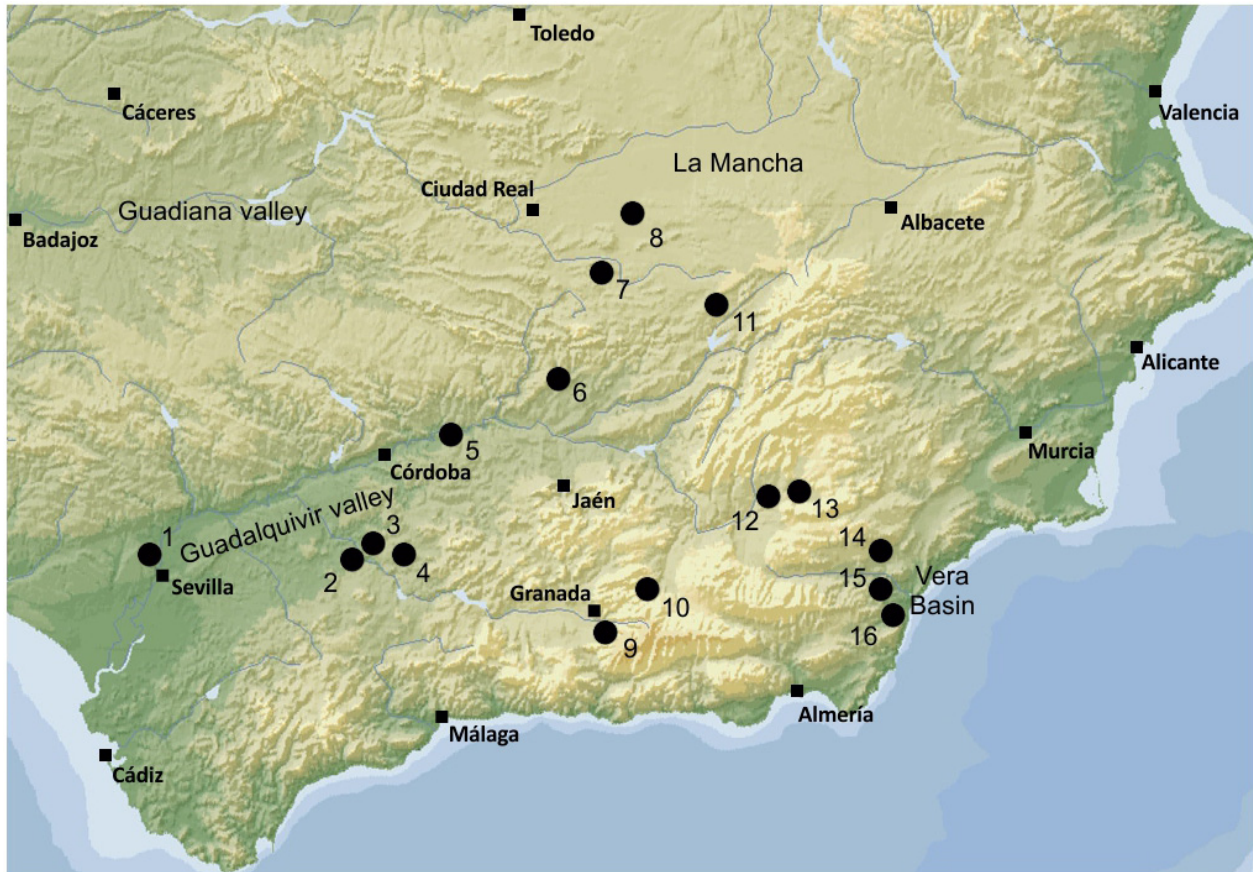 Toledo
Cáceres
Valencia
La Mancha
Ciudad Real
Guadiana valley
Albacete
Badajoz
8
7
11
Alicante
6
5
Murcia
Córdoba
Jaén
13
12
3
1
Guadalquivir valley
14
2
4
Sevilla
15
Vera
Basin
Granada
10
16
9
Almería
Málaga
Cádiz